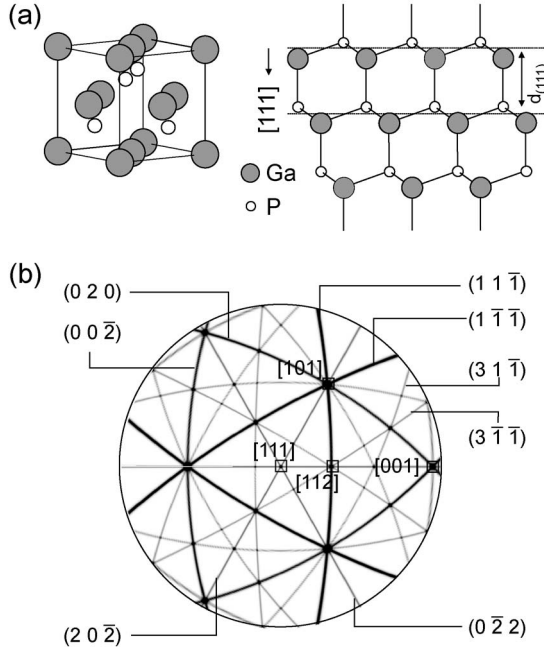 (a)
[111]
d(111)
Ga
P
(b)
(0 2 0)
(0 0 2̅)
(1 1 1̅)
(1 1̅ 1̅)
(3 1 1̅)
(3 1̅ 1̅)
[101]
[111]
[112]
[001]
(2 0 2̅)
(0 2̅ 2)